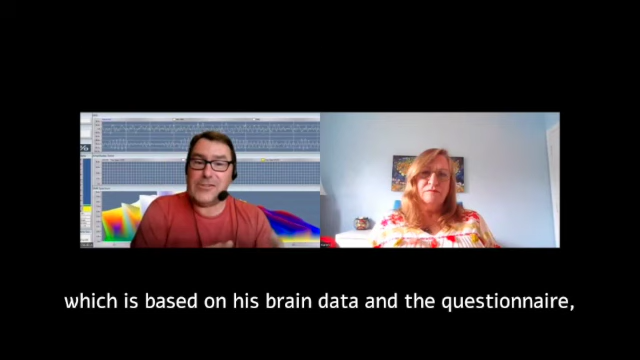 which is based on his brain data and the questionnaire,